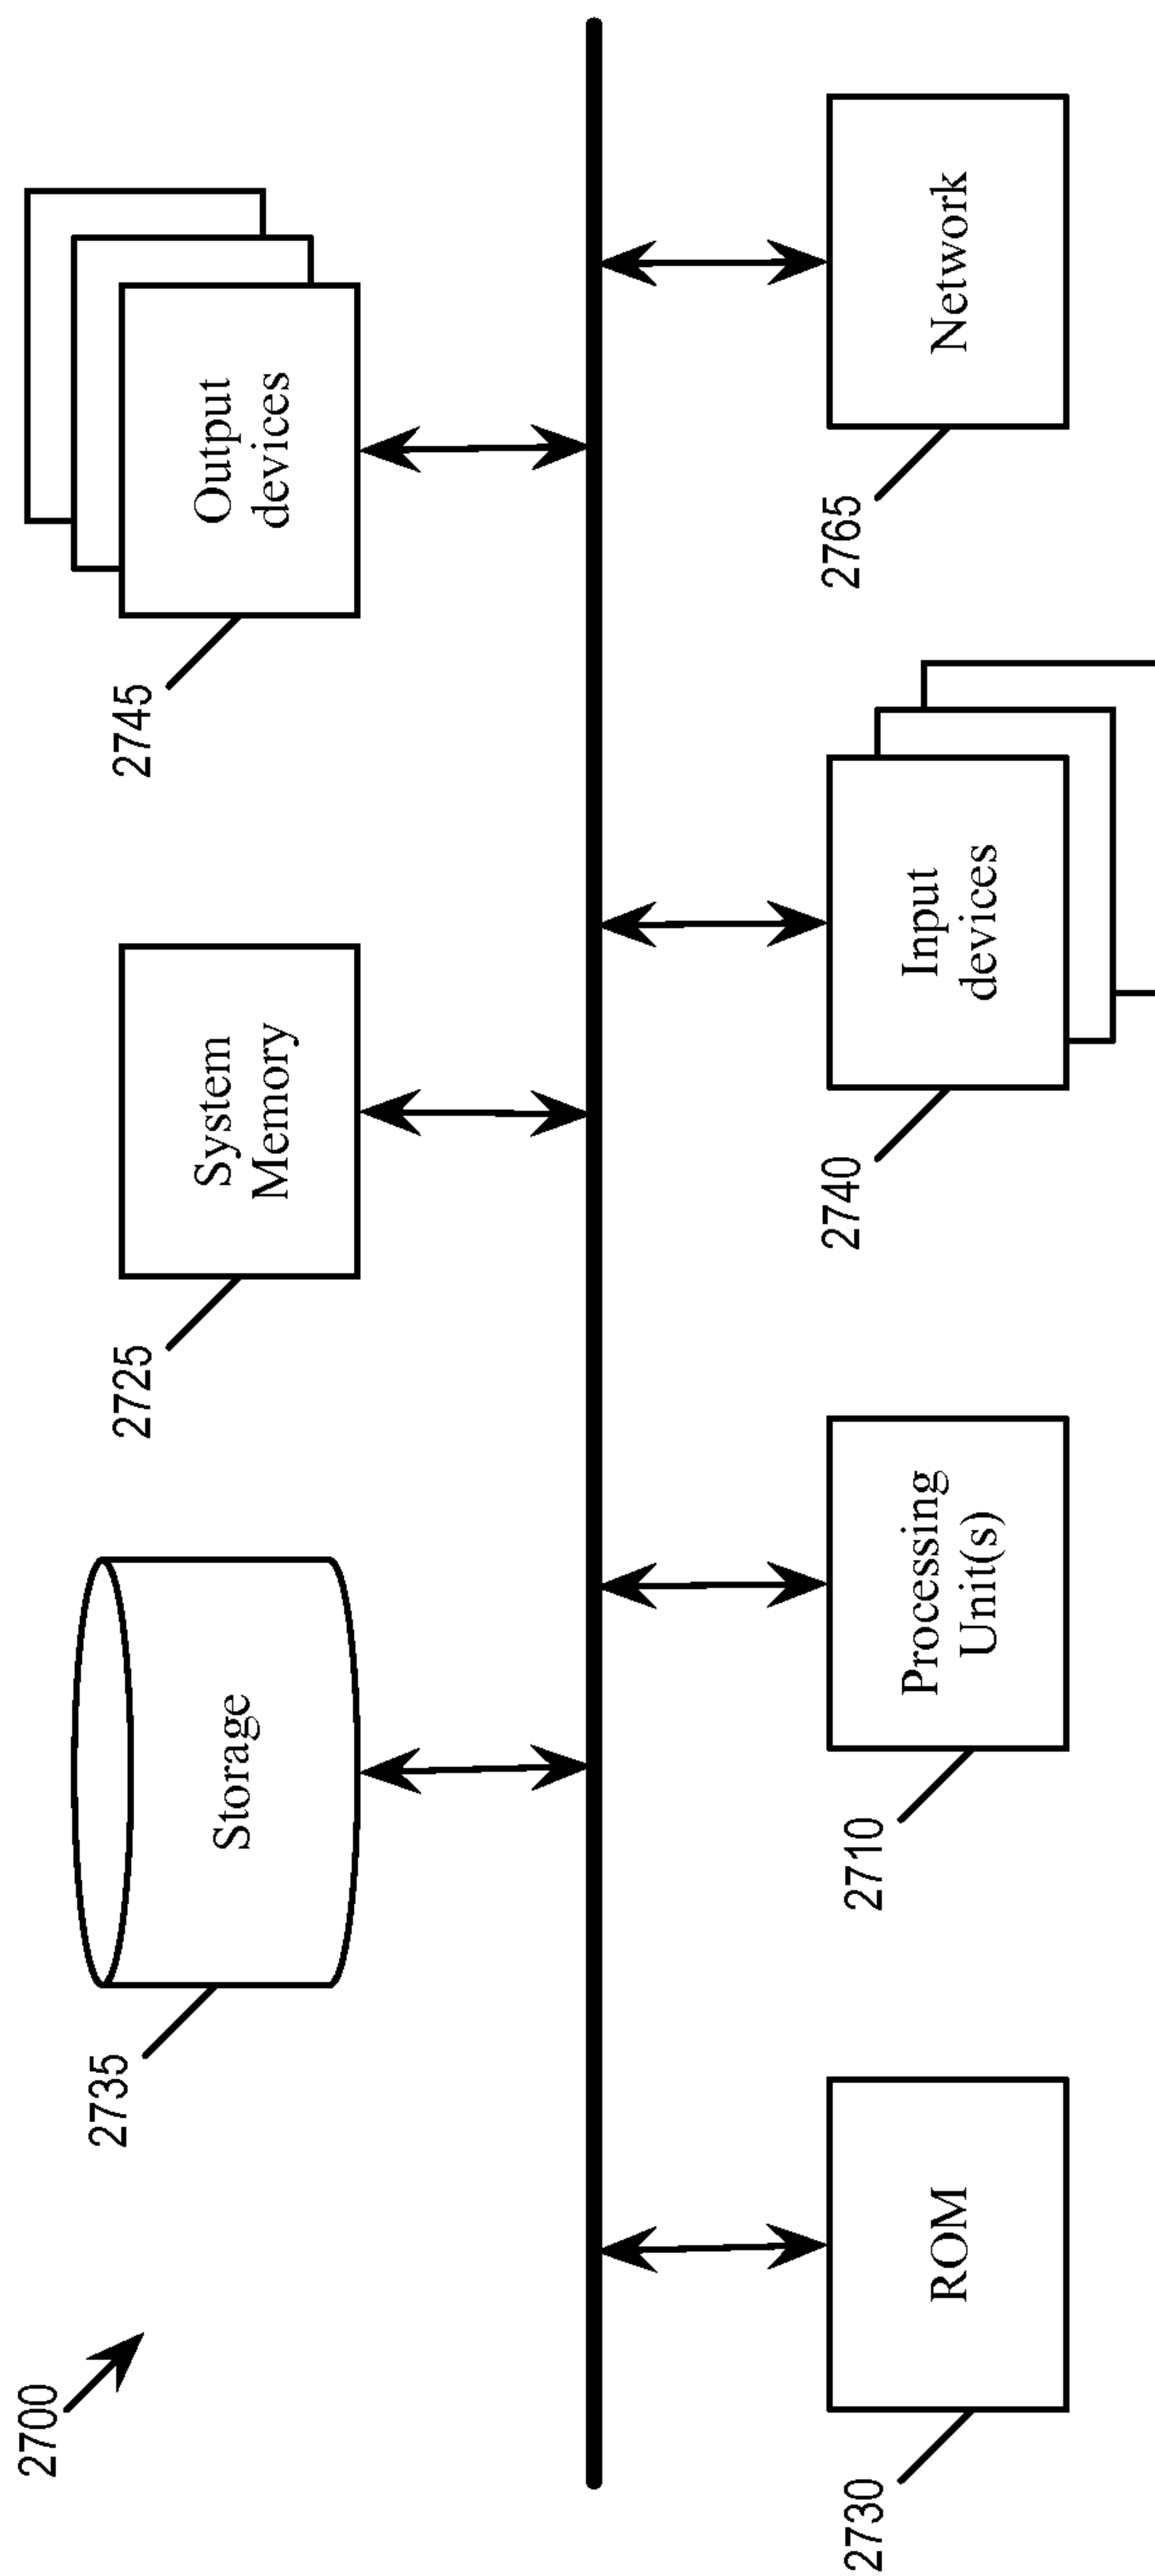 2700
2735
Storage
2725
System
Memory
2745
Output
devices
2730
ROM
2710
Processing
Unit(s)
2740
Input
devices
2765
Network